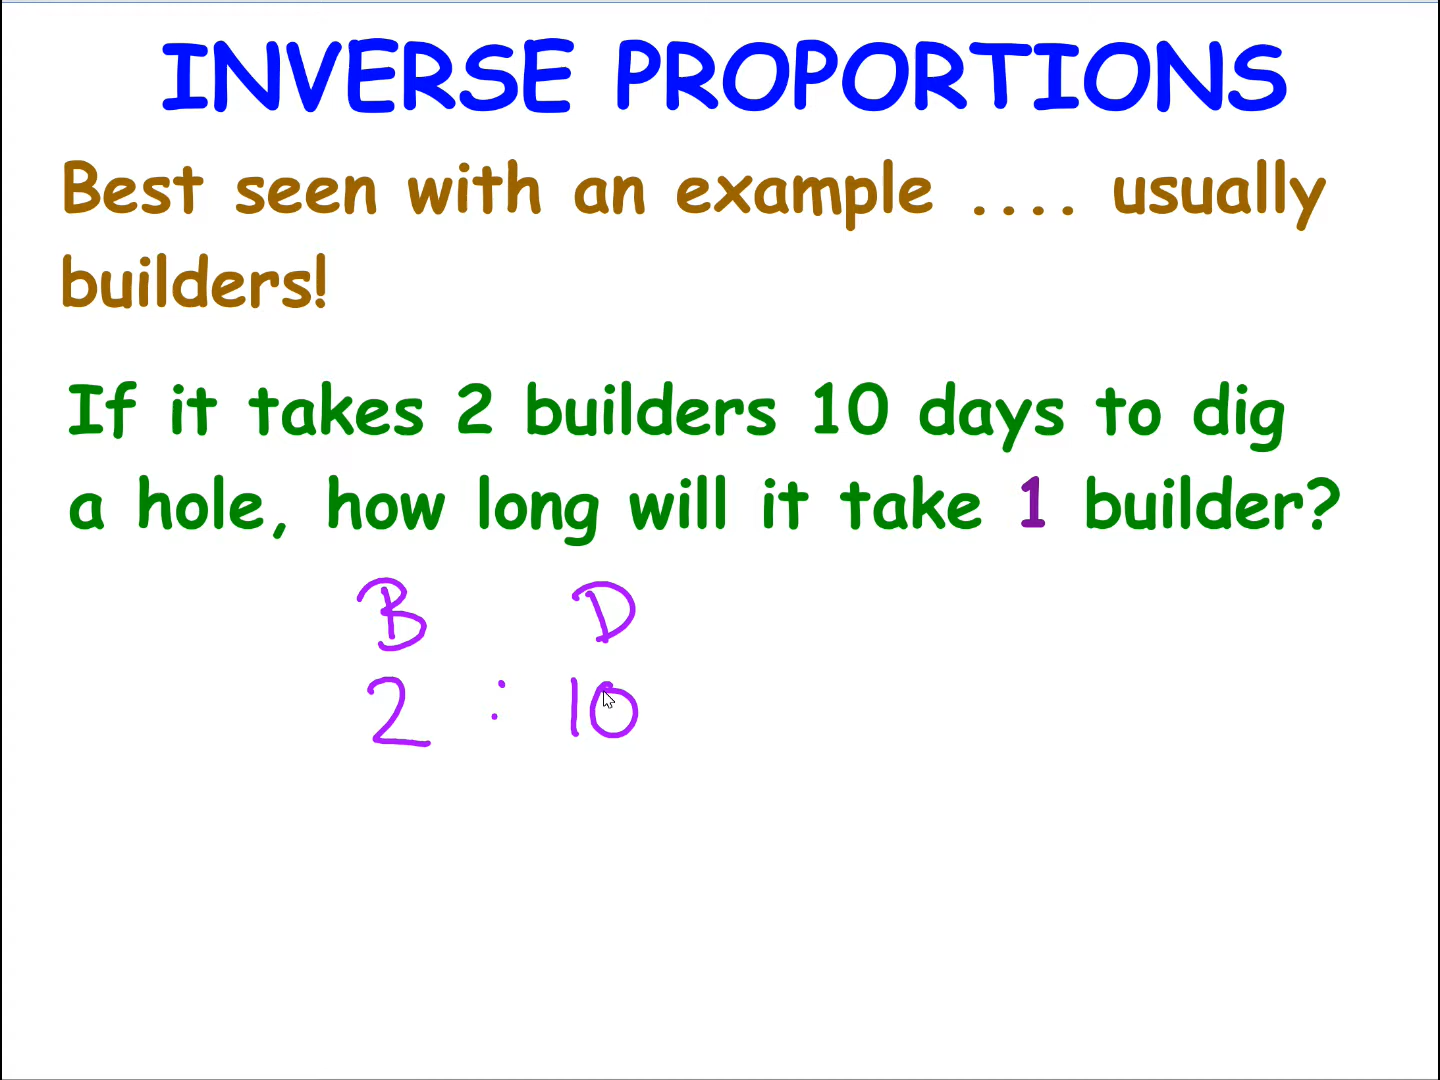 INVERSE PROPORTIONS
Best seen with an example .... usually
builders!
If it takes 2 builders 10 days to dig
a hole, how long will it take 1 builder?
B D
2 : 10